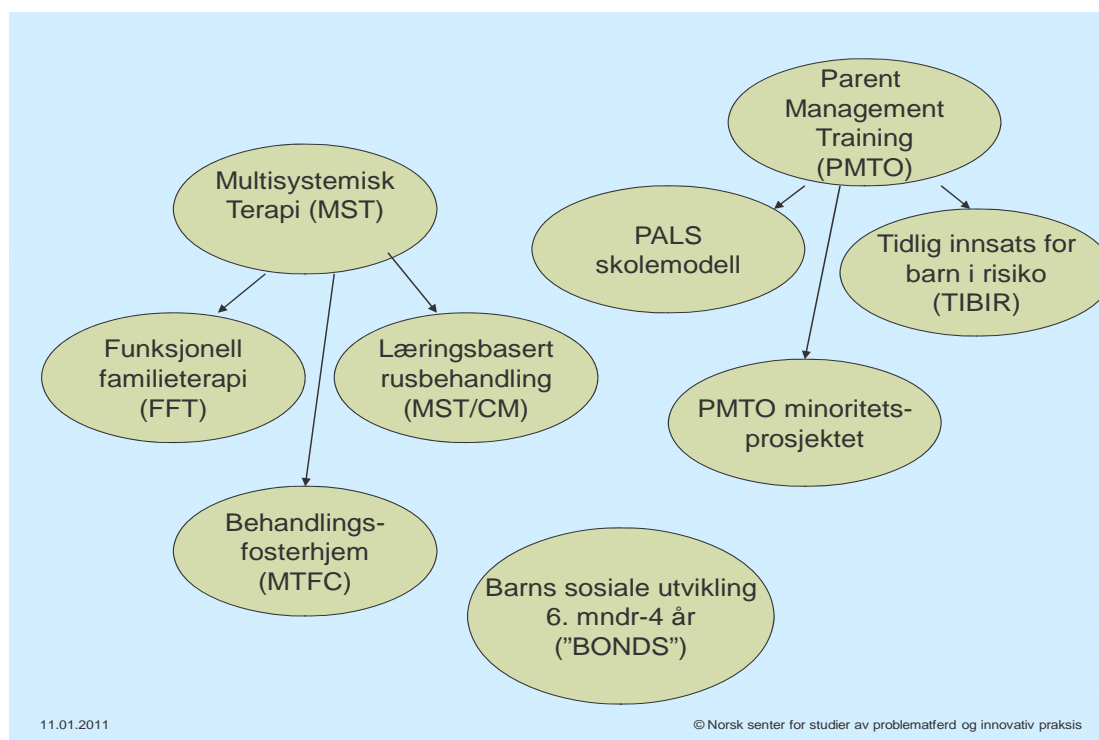 Parent
Management
Training
(PMTO)
Multisystemisk
Terapi (MST)
PALS
skolemodell
Tidlig innsats for
barn i risiko
(TIBIR)
Funksjonell
familieterapi
(FFT)
Læringsbasert
rusbehandling
(MST/CM)
PMTO minoritets-
prosjektet
Behandlings-
fosterhjem
(MTFC)
Barns sosiale utvikling
6. mndr-4 år
("BONDS")
11.01.2011
© Norsk senter for studier av problematferd og innovativ praksis